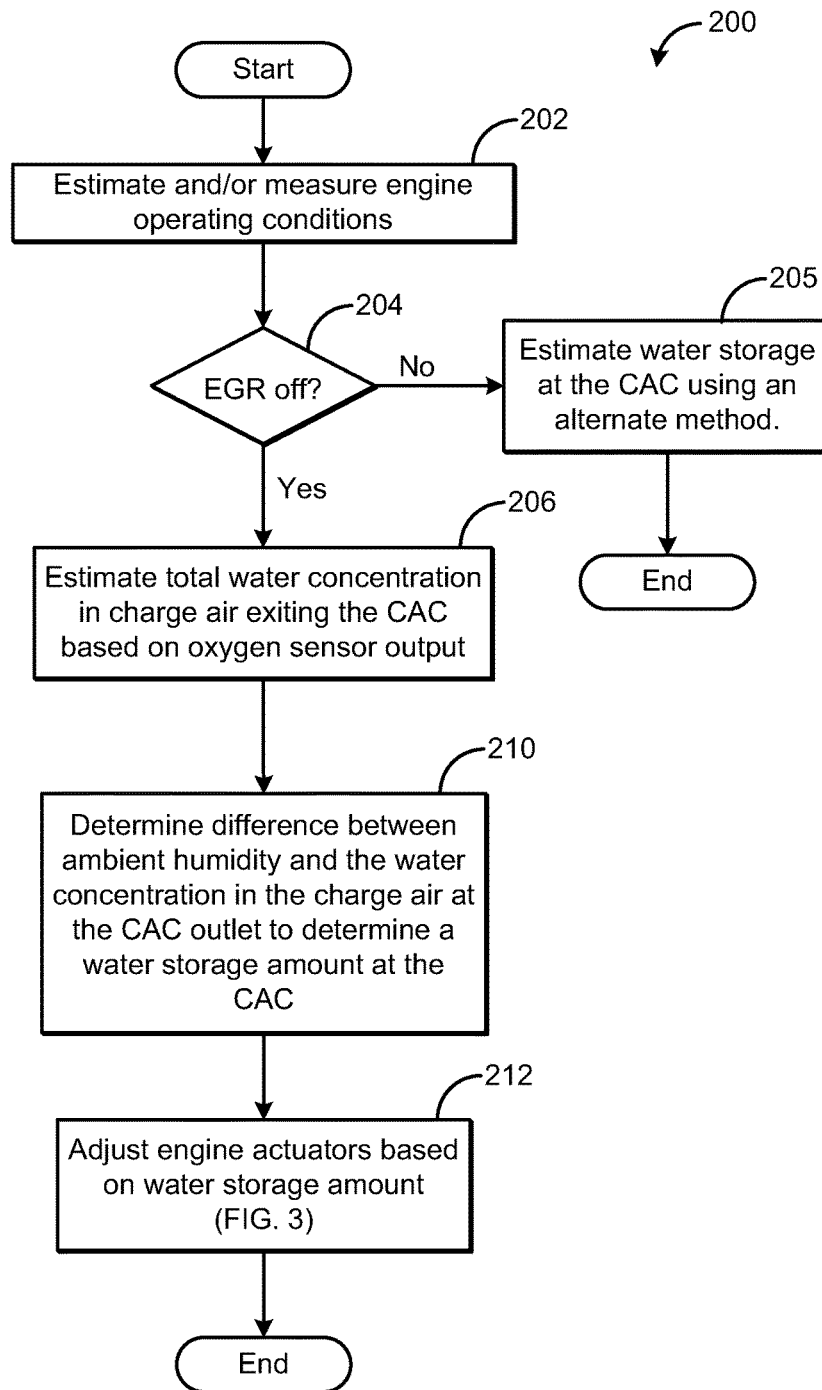 200
Start
202
Estimate and/or measure engine
operating conditions
204
EGR off?
No
205
Estimate water storage
at the CAC using an
alternate method.
End
Yes
206
Estimate total water concentration
in charge air exiting the CAC
based on oxygen sensor output
210
Determine difference between
ambient humidity and the water
concentration in the charge air at
the CAC outlet to determine a
water storage amount at the
CAC
212
Adjust engine actuators based
on water storage amount
(FIG. 3)
End